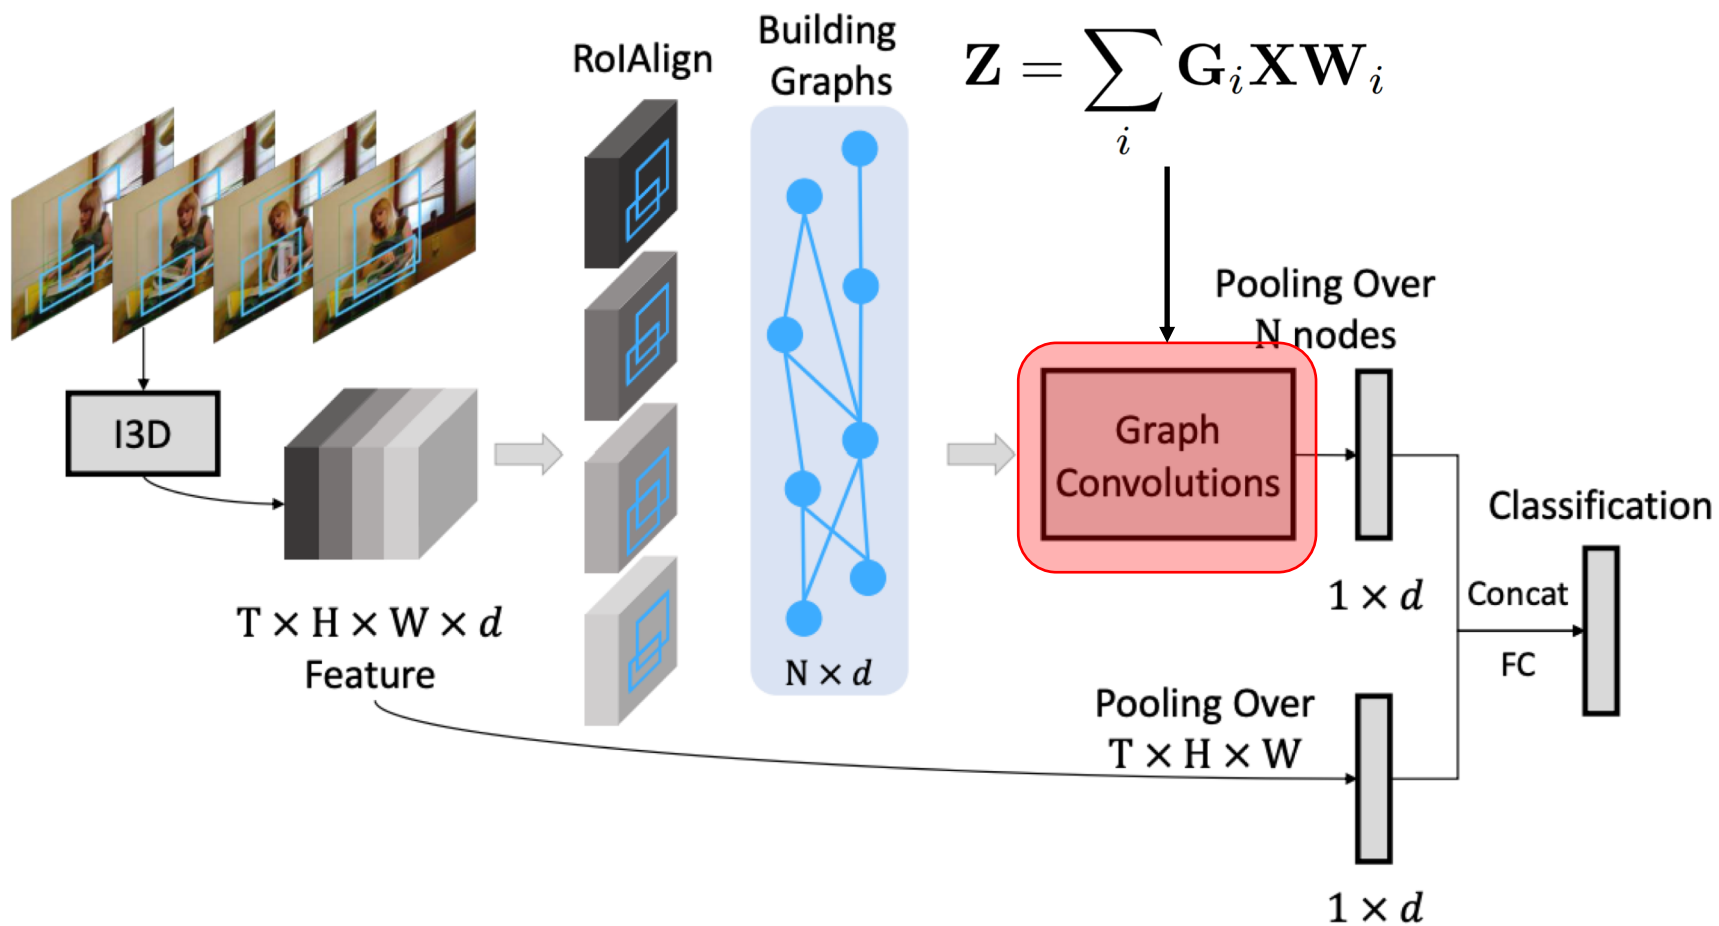 RoIAlign
Building
Graphs
Z = ∑ᵢ GᵢXWᵢ
I3D
T × H × W × d
Feature
N × d
Graph
Convolutions
Pooling Over
N nodes
1 × d
Pooling Over
T × H × W
1 × d
Concat
FC
Classification